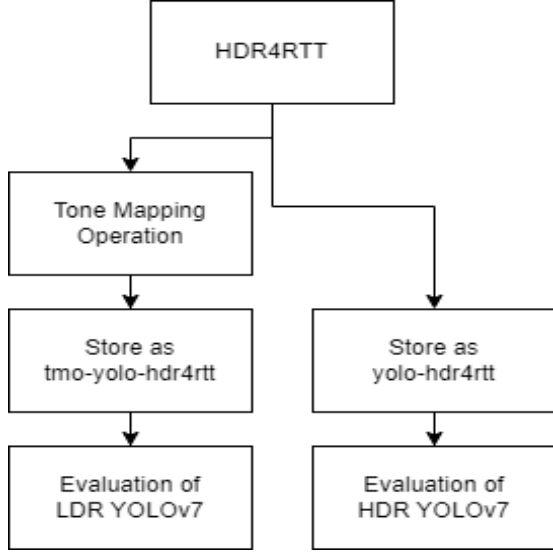 HDR4RTT
Tone Mapping
Operation
Store as
tmo-yolo-hdr4rtt
Store as
yolo-hdr4rtt
Evaluation of
LDR YOLOv7
Evaluation of
HDR YOLOv7